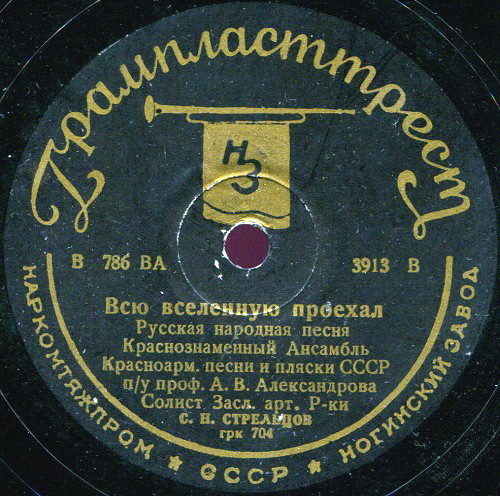 Грампласттрест
НЗ
В 786 ВА 3913 В
Всю вселенную проехал
Русская народная песня
Краснознаменный Ансамбль
Красноарм. песни и пляски СССР
п/у проф. А. В. Александрова
Солист Засл. арт. Р-ки
С. Н. СТРЕЛЬЦОВ
грк 704
НАРКОМТЯЖПРОМ ★ СССР ★ НОГИНСКИЙ ЗАВОД